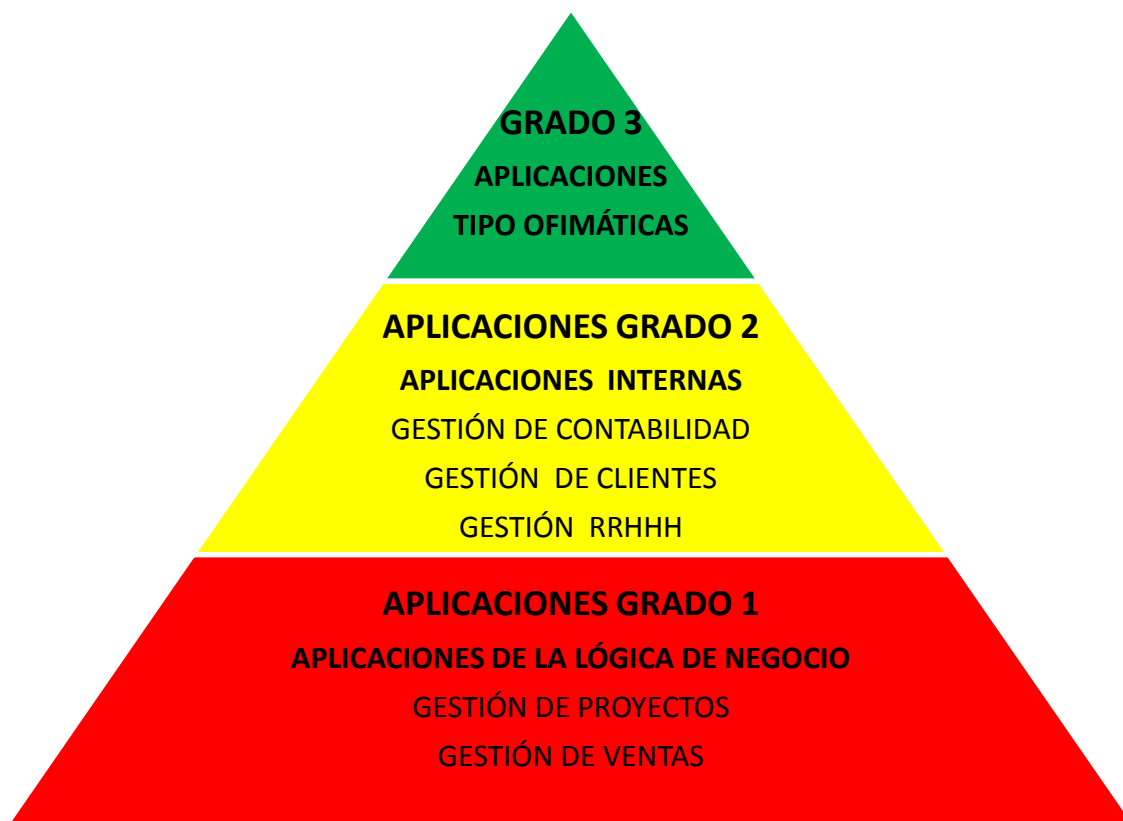 GRADO 3
APLICACIONES
TIPO OFIMÁTICAS
APLICACIONES GRADO 2
APLICACIONES  INTERNAS
GESTIÓN DE CONTABILIDAD
GESTIÓN  DE CLIENTES
GESTIÓN  RRHHH
APLICACIONES GRADO 1
APLICACIONES DE LA LÓGICA DE NEGOCIO
GESTIÓN DE PROYECTOS
GESTIÓN DE VENTAS